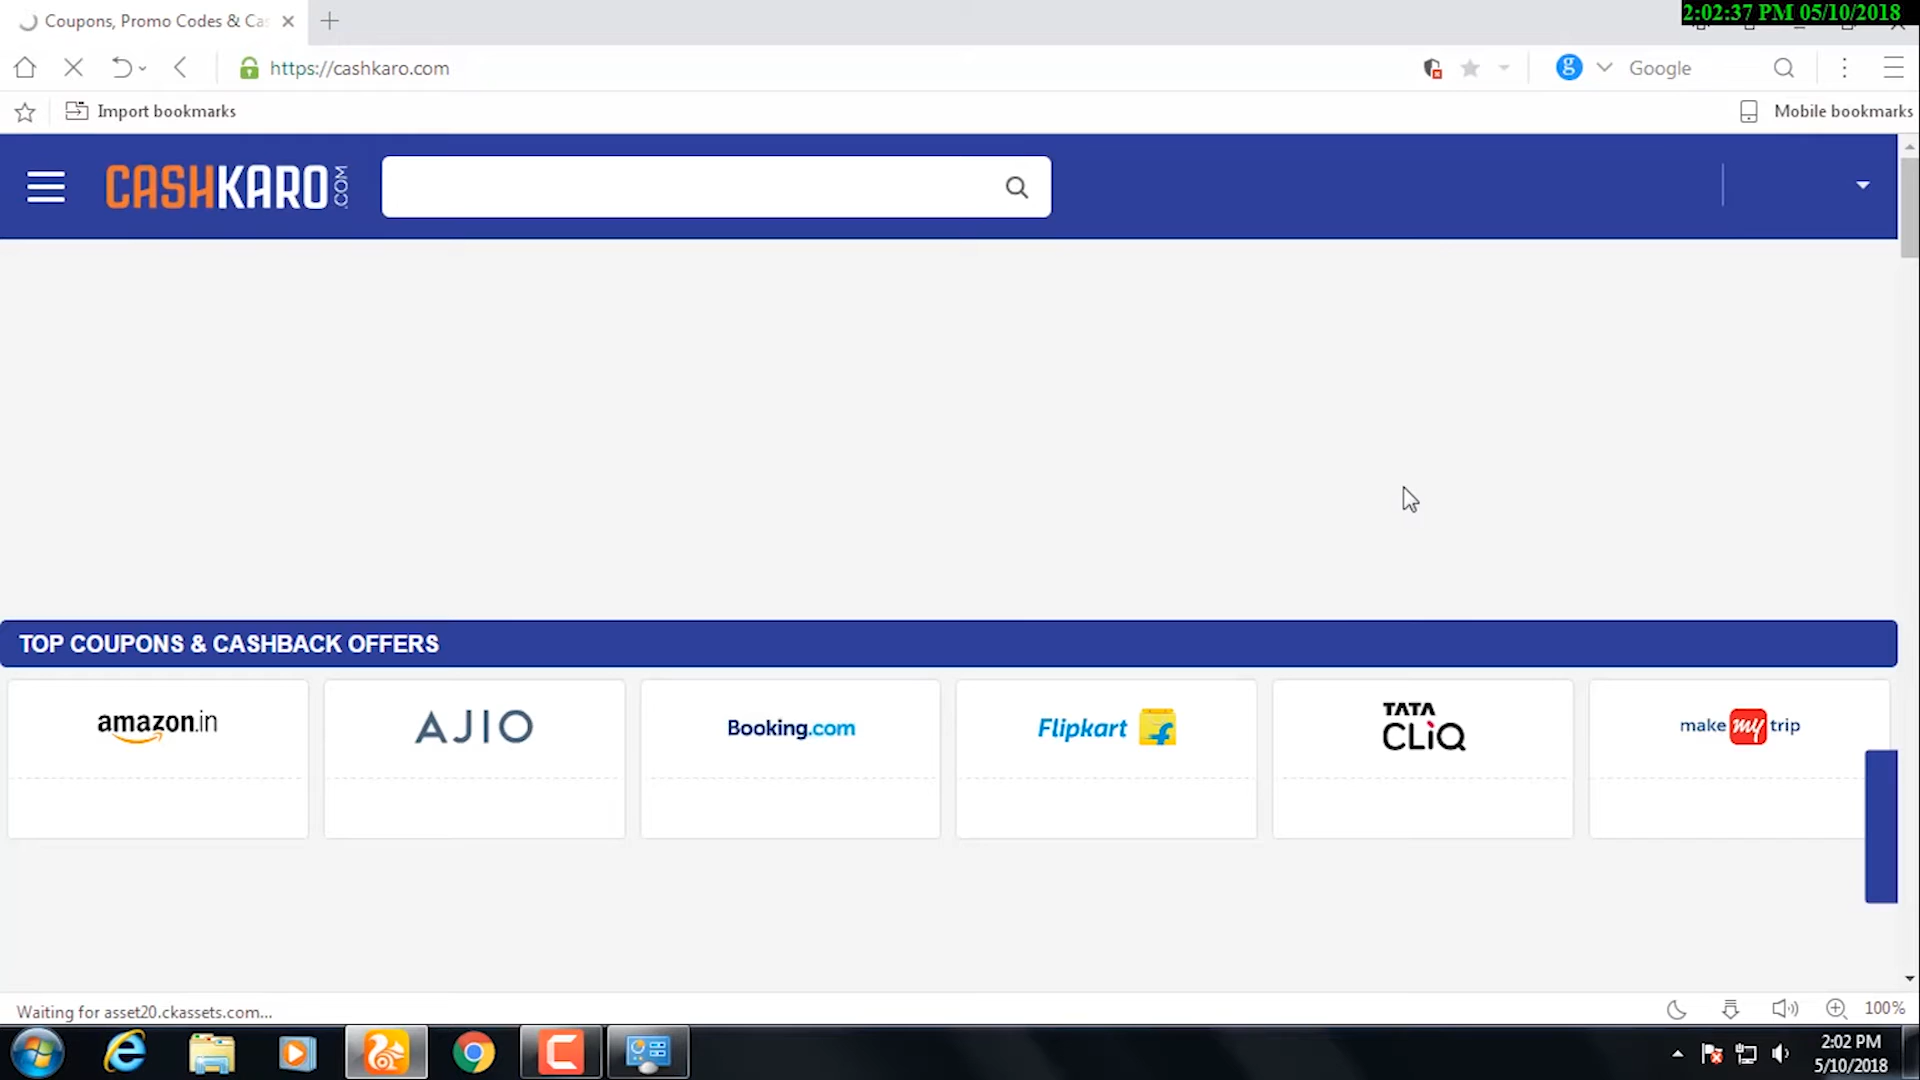 2:02:37 PM 05/10/2018
Coupons, Promo Codes & Cas
https://cashkaro.com
Google
Import bookmarks
Mobile bookmarks
CASHKARO.COM
TOP COUPONS & CASHBACK OFFERS
amazon.in
AJIO
Booking.com
Flipkart
TATA
CLiQ
make my trip
Waiting for asset20.ckassets.com...
100%
2:02 PM
5/10/2018